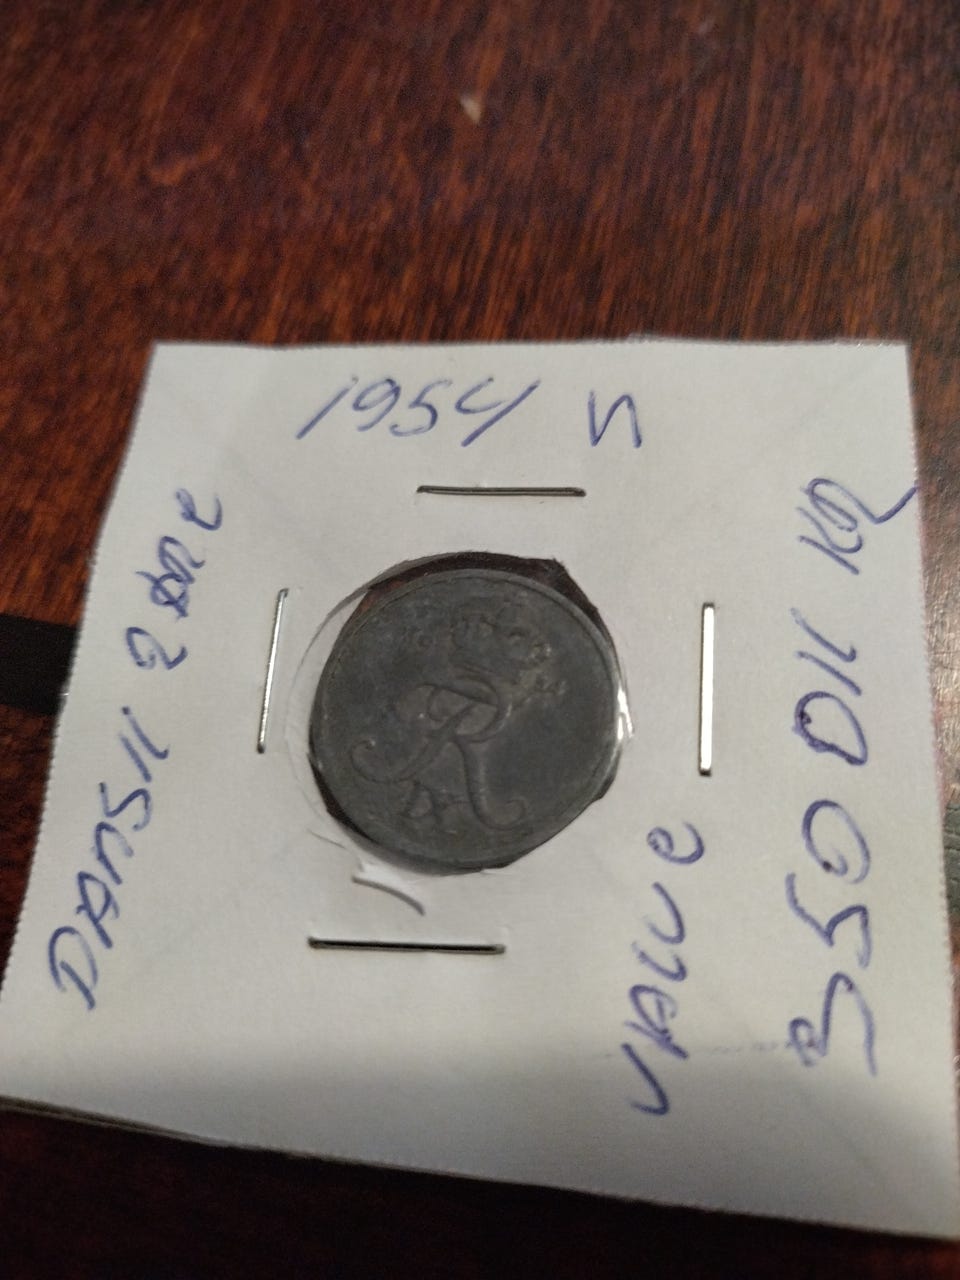 1954 S
DANSK 2 ØRE
VALUE
350 DK KR